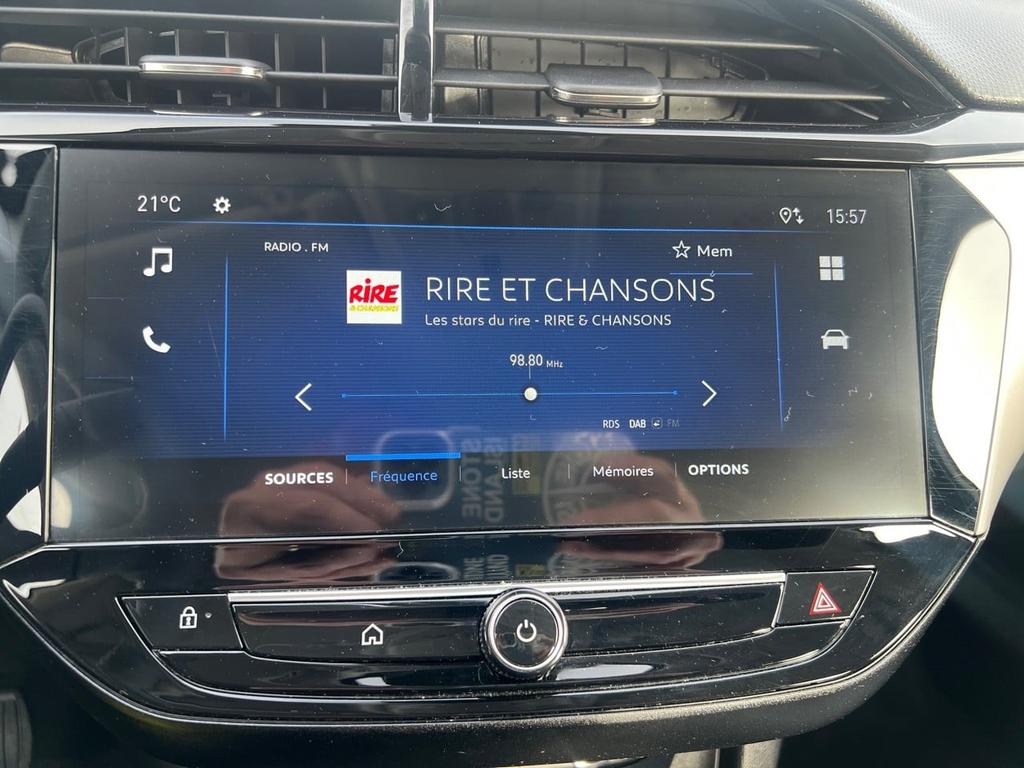 21°C
15:57
RADIO . FM
Mem
RIRE
& CHANSONS
RIRE ET CHANSONS
Les stars du rire - RIRE & CHANSONS
98.80 MHz
RDS DAB FM
SOURCES
Fréquence
Liste
Mémoires
OPTIONS